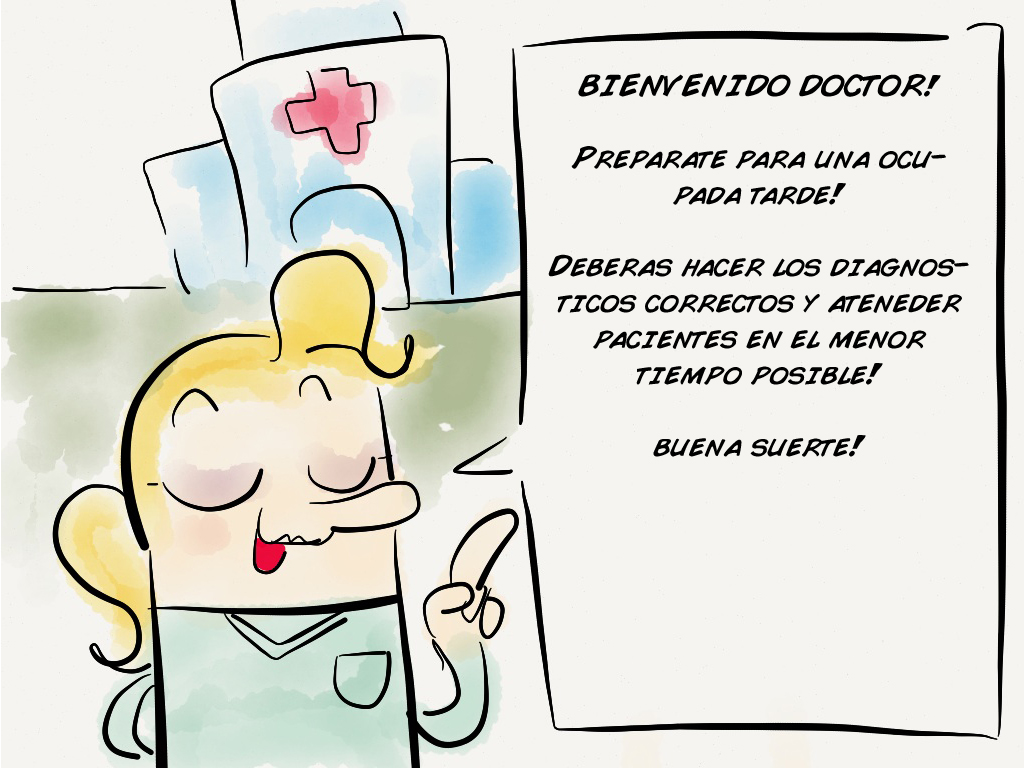 BIENVENIDO DOCTOR!
PREPARATE PARA UNA OCU-
PADA TARDE!
DEBERAS HACER LOS DIAGNOS-
TICOS CORRECTOS Y ATENEDER
PACIENTES EN EL MENOR
TIEMPO POSIBLE!
BUENA SUERTE!